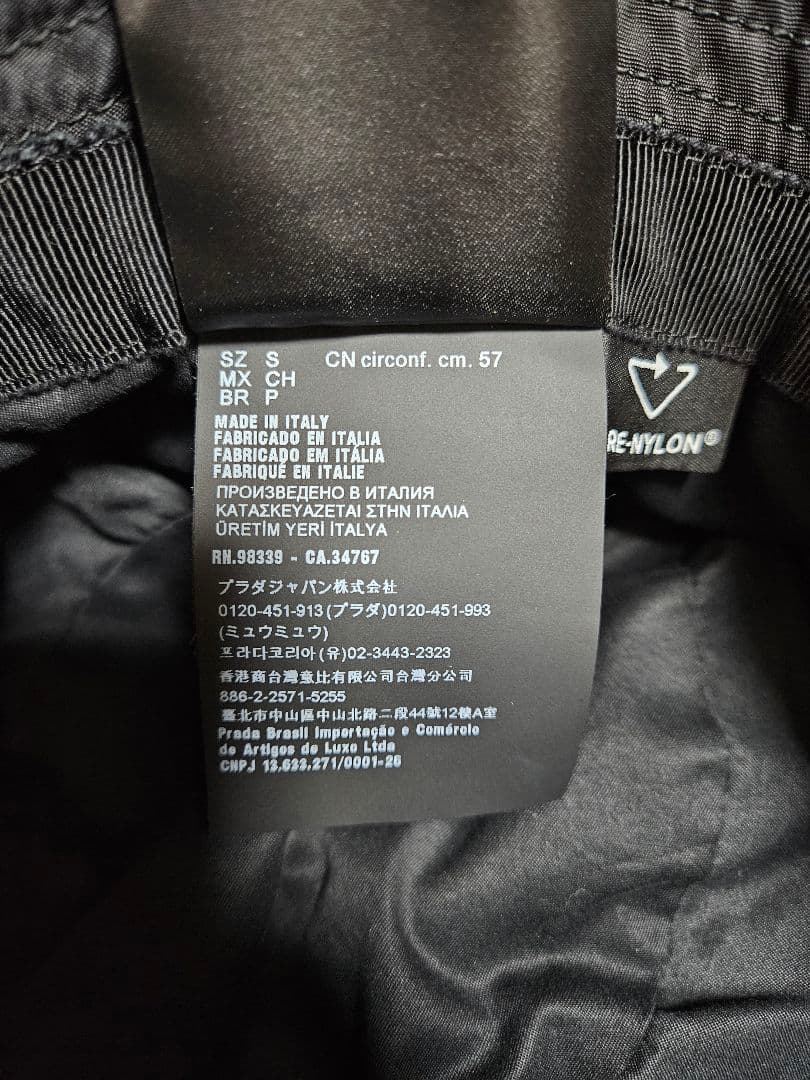 SZ S CN circonf. cm. 57
MX CH
BR P
MADE IN ITALY
FABRICADO EN ITALIA
FABRICADO EM ITÁLIA
FABRIQUÉ EN ITALIE
ПРОИЗВЕДЕНО В ИТАЛИЯ
ΚΑΤΑΣΚΕΥΑΖΕΤΑΙ ΣΤΗΝ ΙΤΑΛΙΑ
ÜRETİM YERİ İTALYA
RN.98339 - CA.34767
プラダジャパン株式会社
0120-451-913(プラダ)0120-451-993
(ミュウミュウ)
프라다코리아(유)02-3443-2323
香港商台灣意比有限公司台灣分公司
886-2-2571-5255
臺北市中山區中山北路二段44號12樓A室
Prada Brasil Importação e Comércio
de Artigos de Luxo Ltda
CNPJ 13.633.271/0001-26
RE-NYLON®